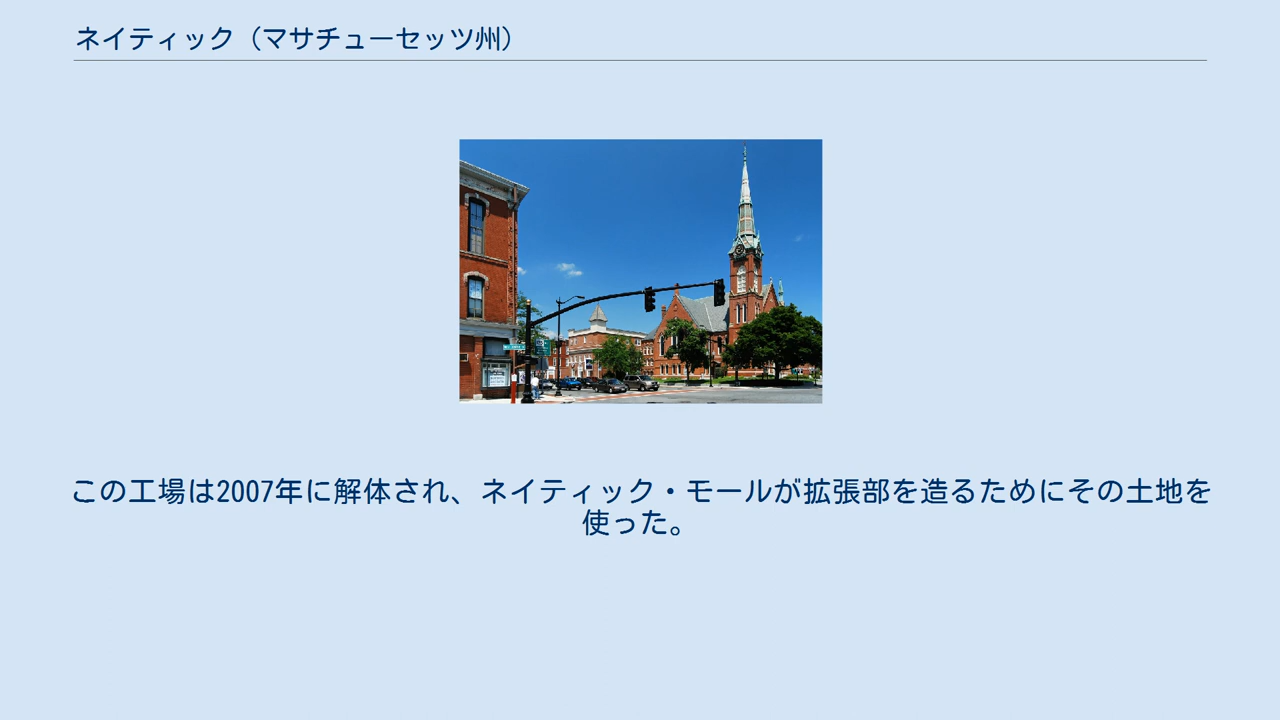 ネイティック（マサチューセッツ州）
この工場は2007年に解体され、ネイティック・モールが拡張部を造るためにその土地を
使った。